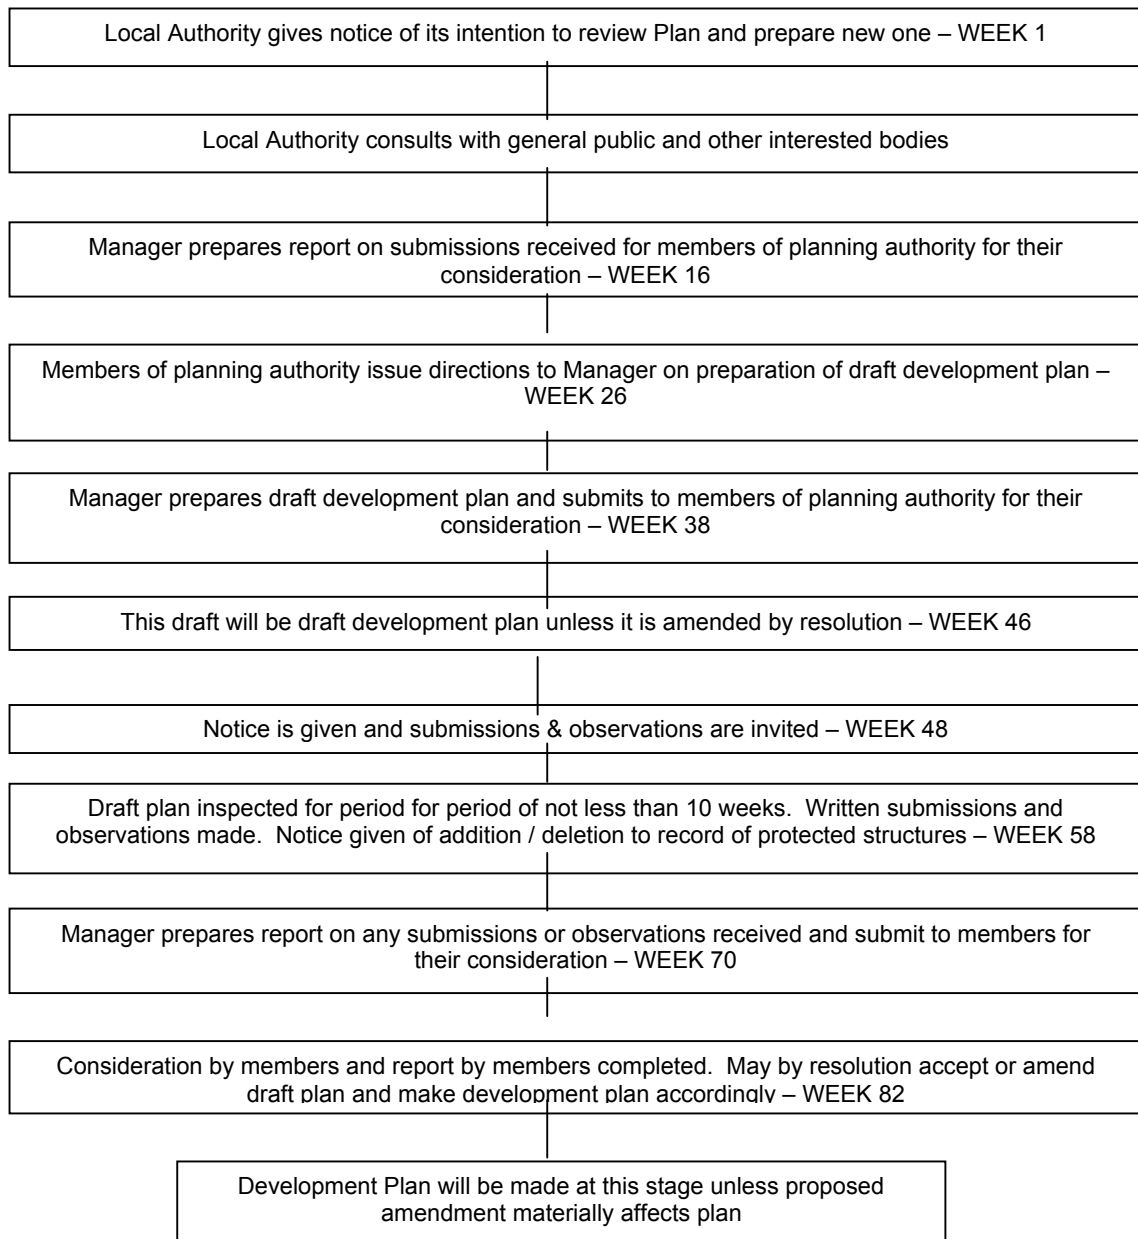 Local Authority gives notice of its intention to review Plan and prepare new one – WEEK 1
Local Authority consults with general public and other interested bodies
Manager prepares report on submissions received for members of planning authority for their
consideration – WEEK 16
Members of planning authority issue directions to Manager on preparation of draft development plan –
WEEK 26
Manager prepares draft development plan and submits to members of planning authority for their
consideration – WEEK 38
This draft will be draft development plan unless it is amended by resolution – WEEK 46
Notice is given and submissions & observations are invited – WEEK 48
Draft plan inspected for period for period of not less than 10 weeks. Written submissions and
observations made. Notice given of addition / deletion to record of protected structures – WEEK 58
Manager prepares report on any submissions or observations received and submit to members for
their consideration – WEEK 70
Consideration by members and report by members completed. May by resolution accept or amend
draft plan and make development plan accordingly – WEEK 82
Development Plan will be made at this stage unless proposed
amendment materially affects plan